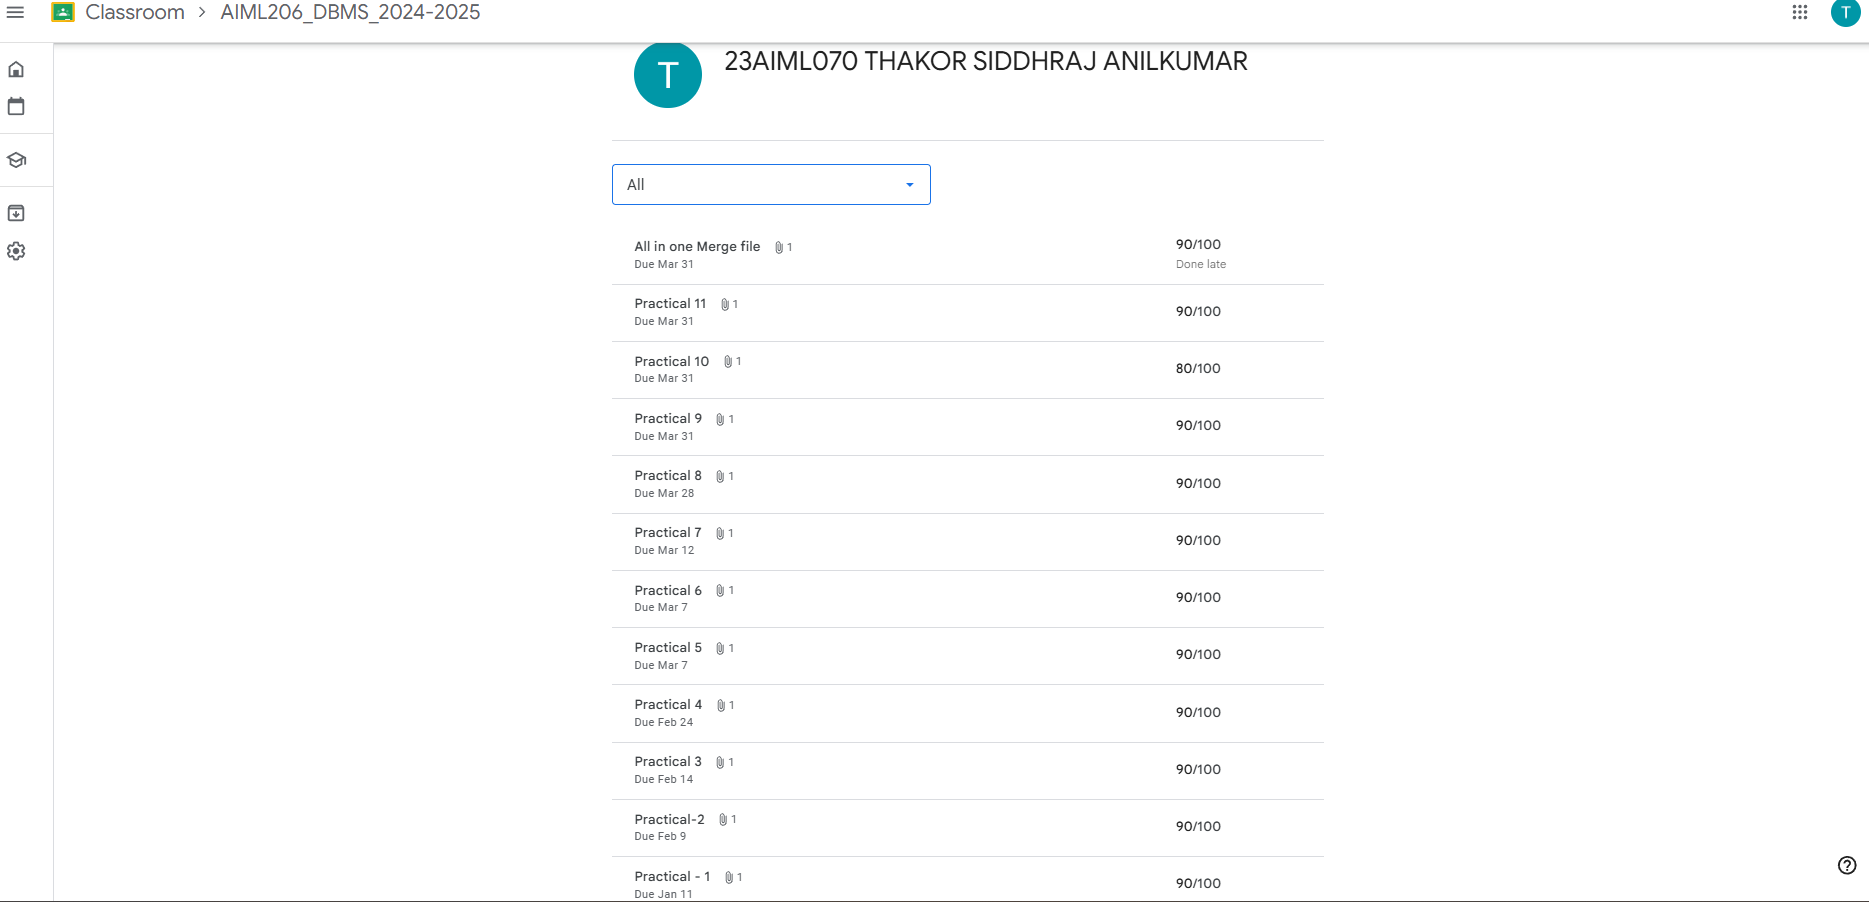 Classroom > AIML206_DBMS_2024-2025
T
T
23AIML070 THAKOR SIDDHRAJ ANILKUMAR
All
All in one Merge file 1
Due Mar 31
90/100
Done late
Practical 11 1
Due Mar 31
90/100
Practical 10 1
Due Mar 31
80/100
Practical 9 1
Due Mar 31
90/100
Practical 8 1
Due Mar 28
90/100
Practical 7 1
Due Mar 12
90/100
Practical 6 1
Due Mar 7
90/100
Practical 5 1
Due Mar 7
90/100
Practical 4 1
Due Feb 24
90/100
Practical 3 1
Due Feb 14
90/100
Practical-2 1
Due Feb 9
90/100
Practical - 1 1
Due Jan 11
90/100